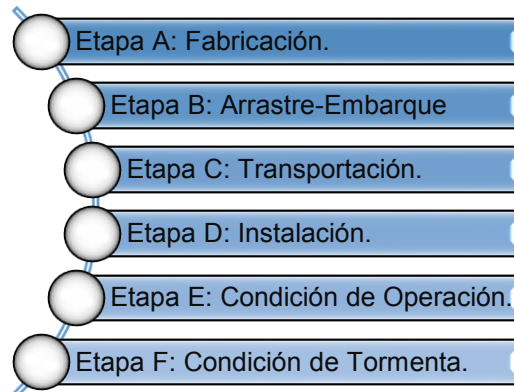 Etapa A: Fabricación.
Etapa B: Arrastre-Embarque
Etapa C: Transportación.
Etapa D: Instalación.
Etapa E: Condición de Operación.
Etapa F: Condición de Tormenta.